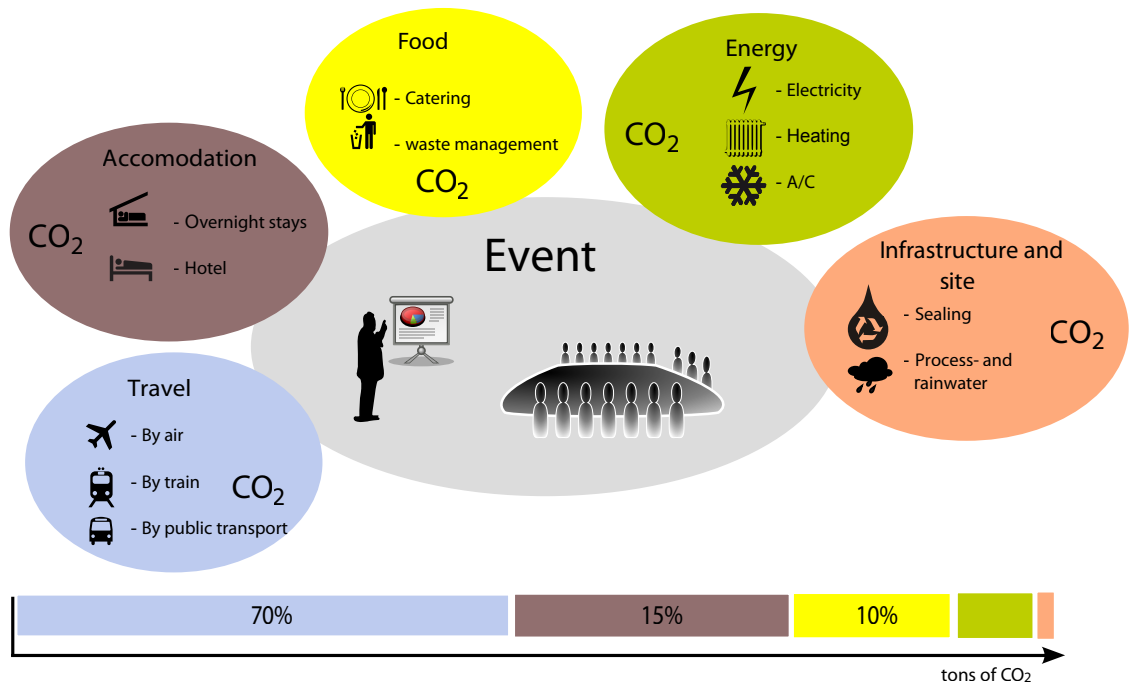 Food
- Catering
- waste management
CO2
Energy
- Electricity
CO2
- Heating
- A/C
Accomodation
- Overnight stays
CO2
- Hotel
Event
Infrastructure and
site
- Sealing
CO2
- Process- and
rainwater
Travel
- By air
- By train
CO2
- By public transport
70%
15%
10%
tons of CO2